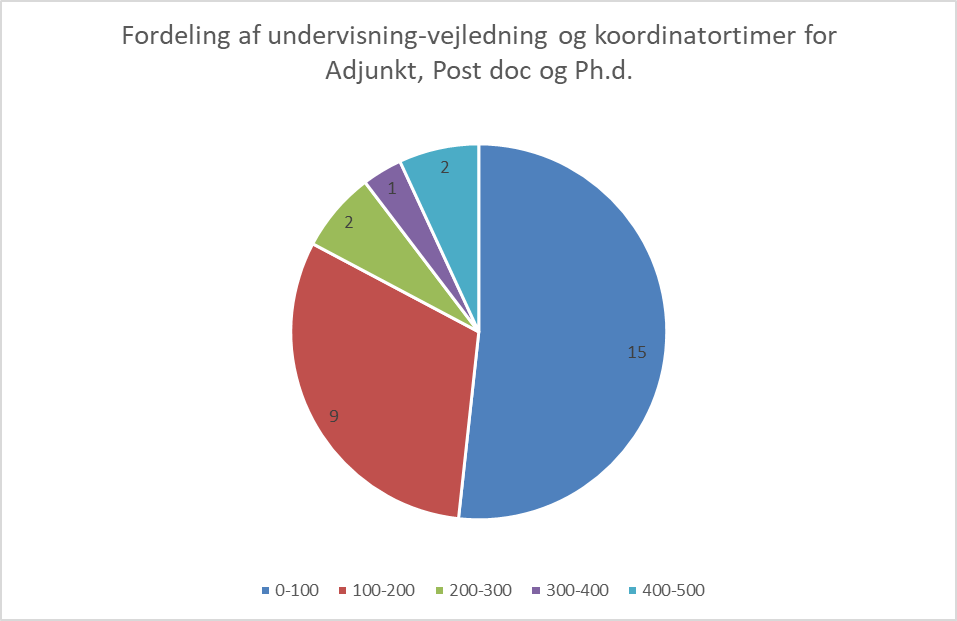 Fordeling af undervisning-vejledning og koordinatortimer for
Adjunkt, Post doc og Ph.d.
2
1
2
15
9
0-100 100-200 200-300 300-400 400-500